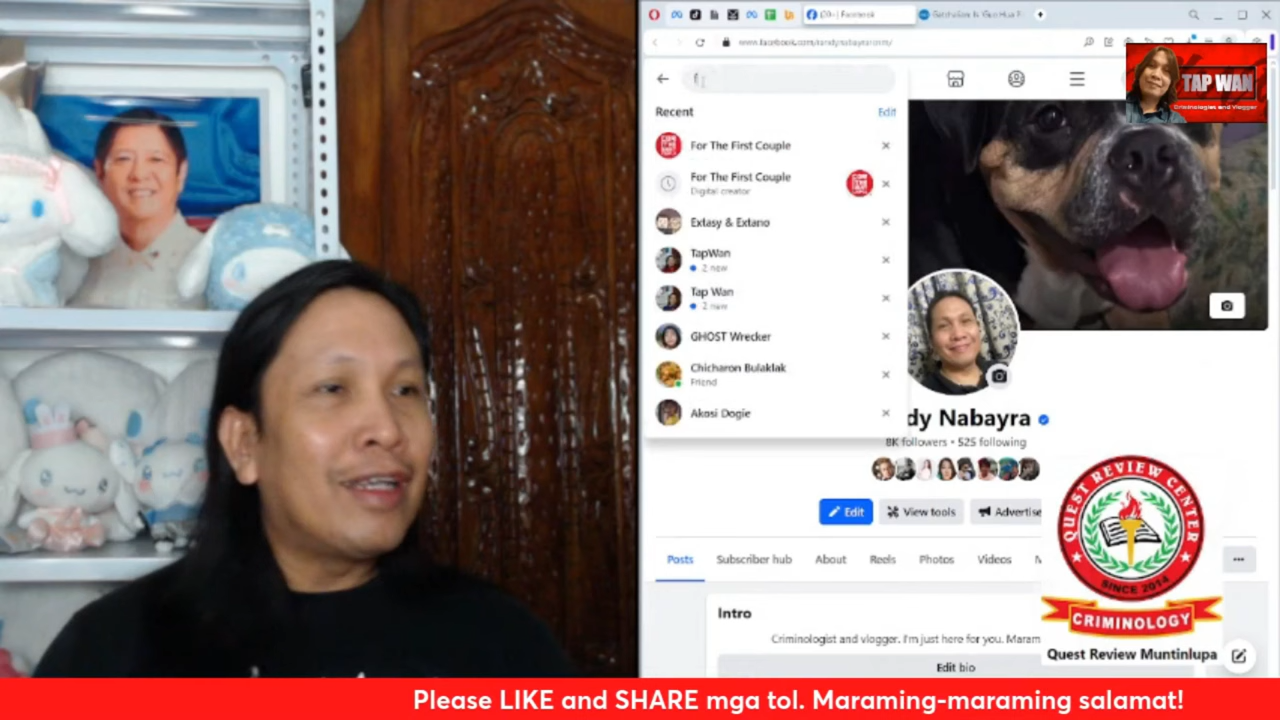 (20+) Facebook
www.facebook.com/randynabayraromm/
TAP WAN
Criminologist and Vlogger
Recent
Edit
For The First Couple
For The First Couple
Digital creator
Extasy & Extano
TapWan
2 new
Tap Wan
2 new
GHOST Wrecker
Chicharon Bulaklak
Friend
Akosi Dogie
dy Nabayra
8K followers • 525 following
Edit
View tools
Advertise
Posts
Subscriber hub
About
Reels
Photos
Videos
M
Intro
Criminologist and vlogger. I'm just here for you. Maram
Edit bio
QUEST REVIEW CENTER
SINCE 2014
CRIMINOLOGY
Quest Review Muntinlupa
Please LIKE and SHARE mga tol. Maraming-maraming salamat!